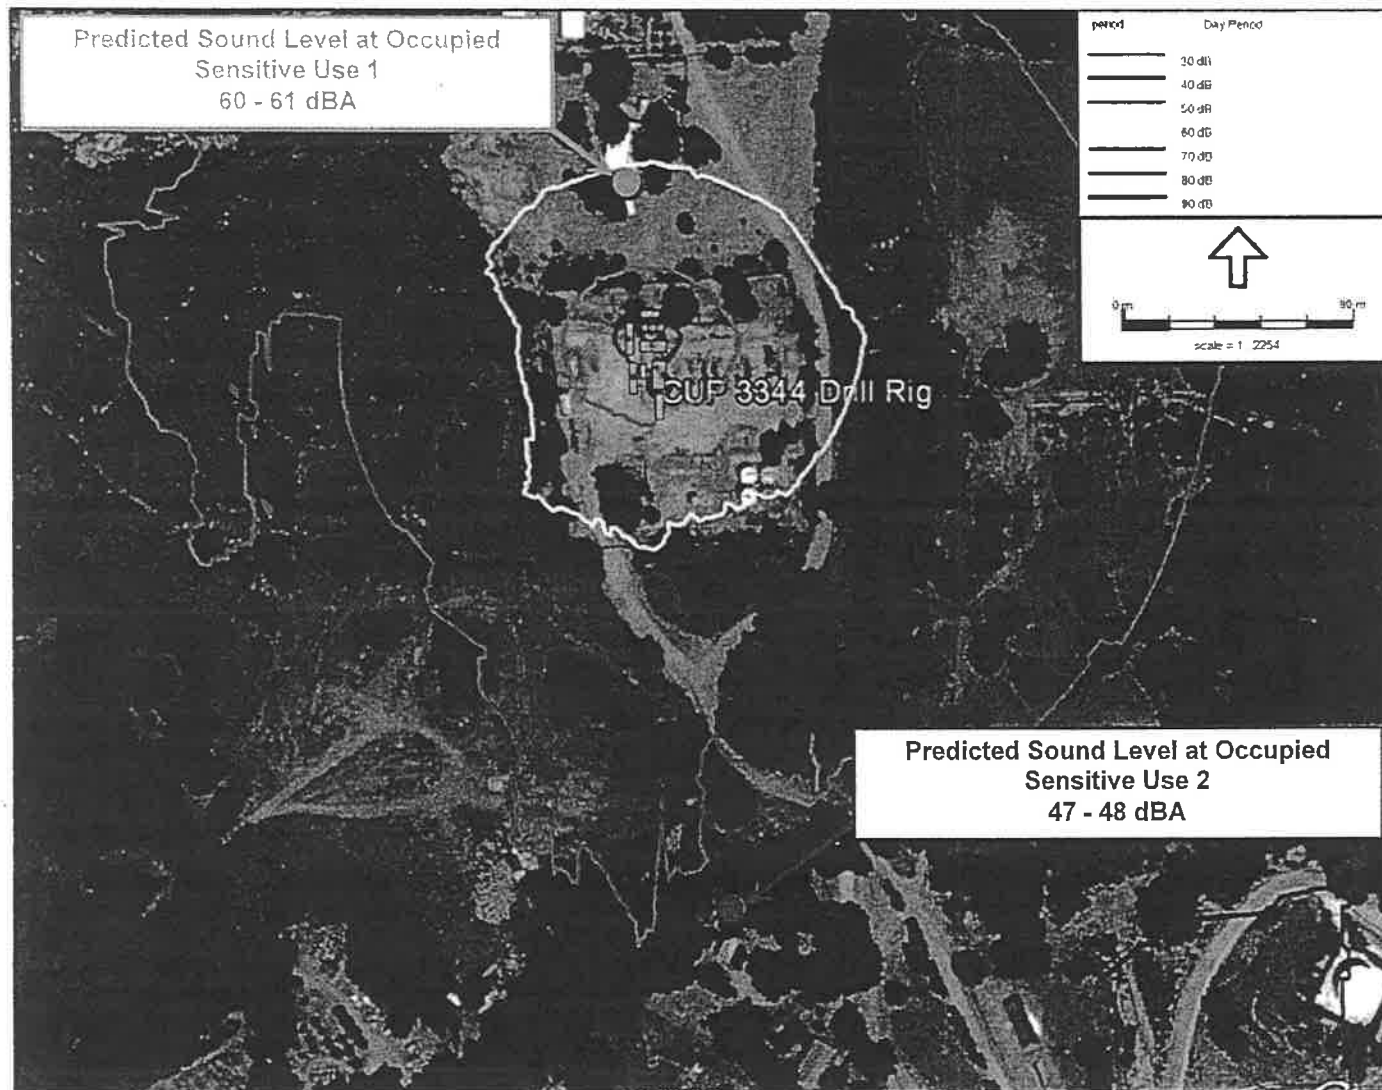 Predicted Sound Level at Occupied
Sensitive Use 1
60 - 61 dBA
period Day Period
30 dB
40 dB
50 dB
60 dB
70 dB
80 dB
90 dB
0 m 90 m
scale = 1 : 2254
CUP 3344 Drill Rig
Predicted Sound Level at Occupied
Sensitive Use 2
47 - 48 dBA